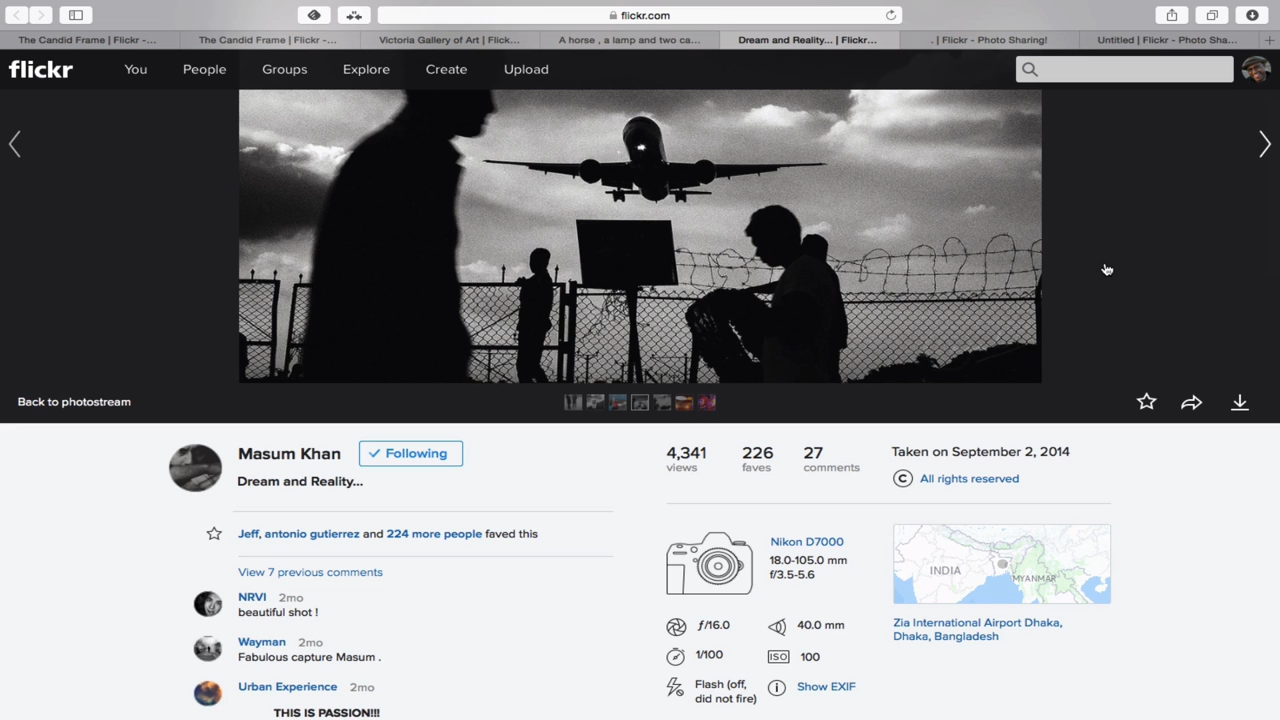 flickr.com
The Candid Frame | Flickr -...
The Candid Frame | Flickr -...
Victoria Gallery of Art | Flick...
A horse , a lamp and two ca...
Dream and Reality... | Flickr...
. | Flickr - Photo Sharing!
Untitled | Flickr - Photo Sha...
flickr
You
People
Groups
Explore
Create
Upload
Back to photostream
Masum Khan
Following
Dream and Reality...
Jeff, antonio gutierrez and 224 more people faved this
View 7 previous comments
NRVI 2mo
beautiful shot !
Wayman 2mo
Fabulous capture Masum .
Urban Experience 2mo
THIS IS PASSION!!!
4,341
views
226
faves
27
comments
Taken on September 2, 2014
All rights reserved
Nikon D7000
18.0-105.0 mm
f/3.5-5.6
ƒ/16.0
40.0 mm
1/100
ISO 100
Flash (off,
did not fire)
Show EXIF
INDIA
MYANMAR
Zia International Airport Dhaka,
Dhaka, Bangladesh